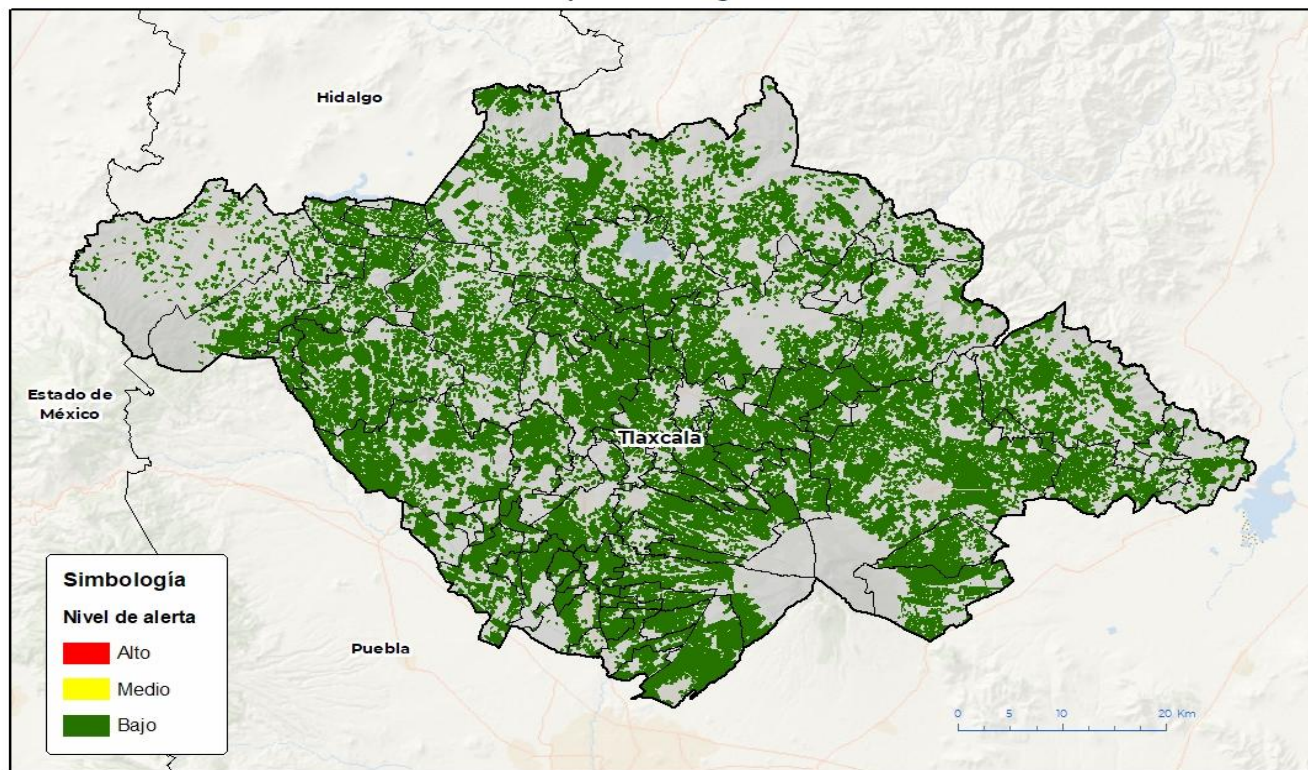 Hidalgo
Estado de
México
Tlaxcala
Puebla
Simbología
Nivel de alerta
Alto
Medio
Bajo
0 5 10 20 Km